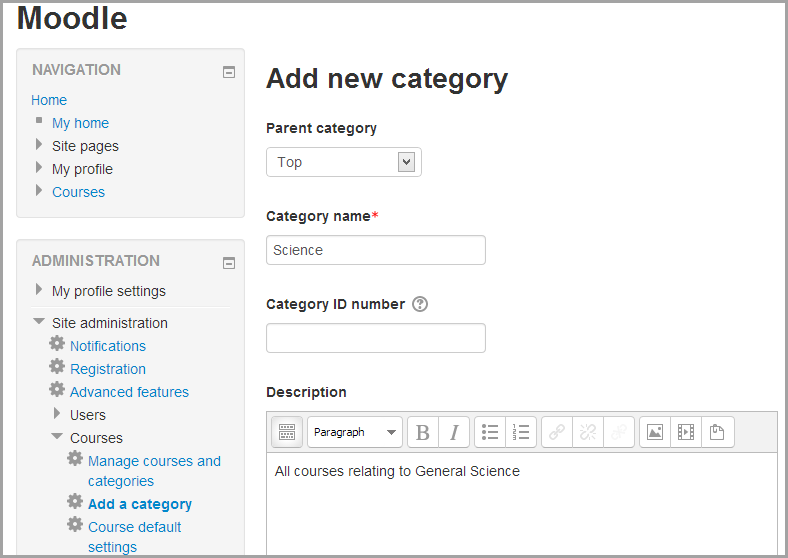 Moodle
NAVIGATION
Home
My home
Site pages
My profile
Courses
ADMINISTRATION
My profile settings
Site administration
Notifications
Registration
Advanced features
Users
Courses
Manage courses and
categories
Add a category
Course default
settings
Add new category
Parent category
Top
Category name*
Science
Category ID number ?
Description
Paragraph B I
All courses relating to General Science